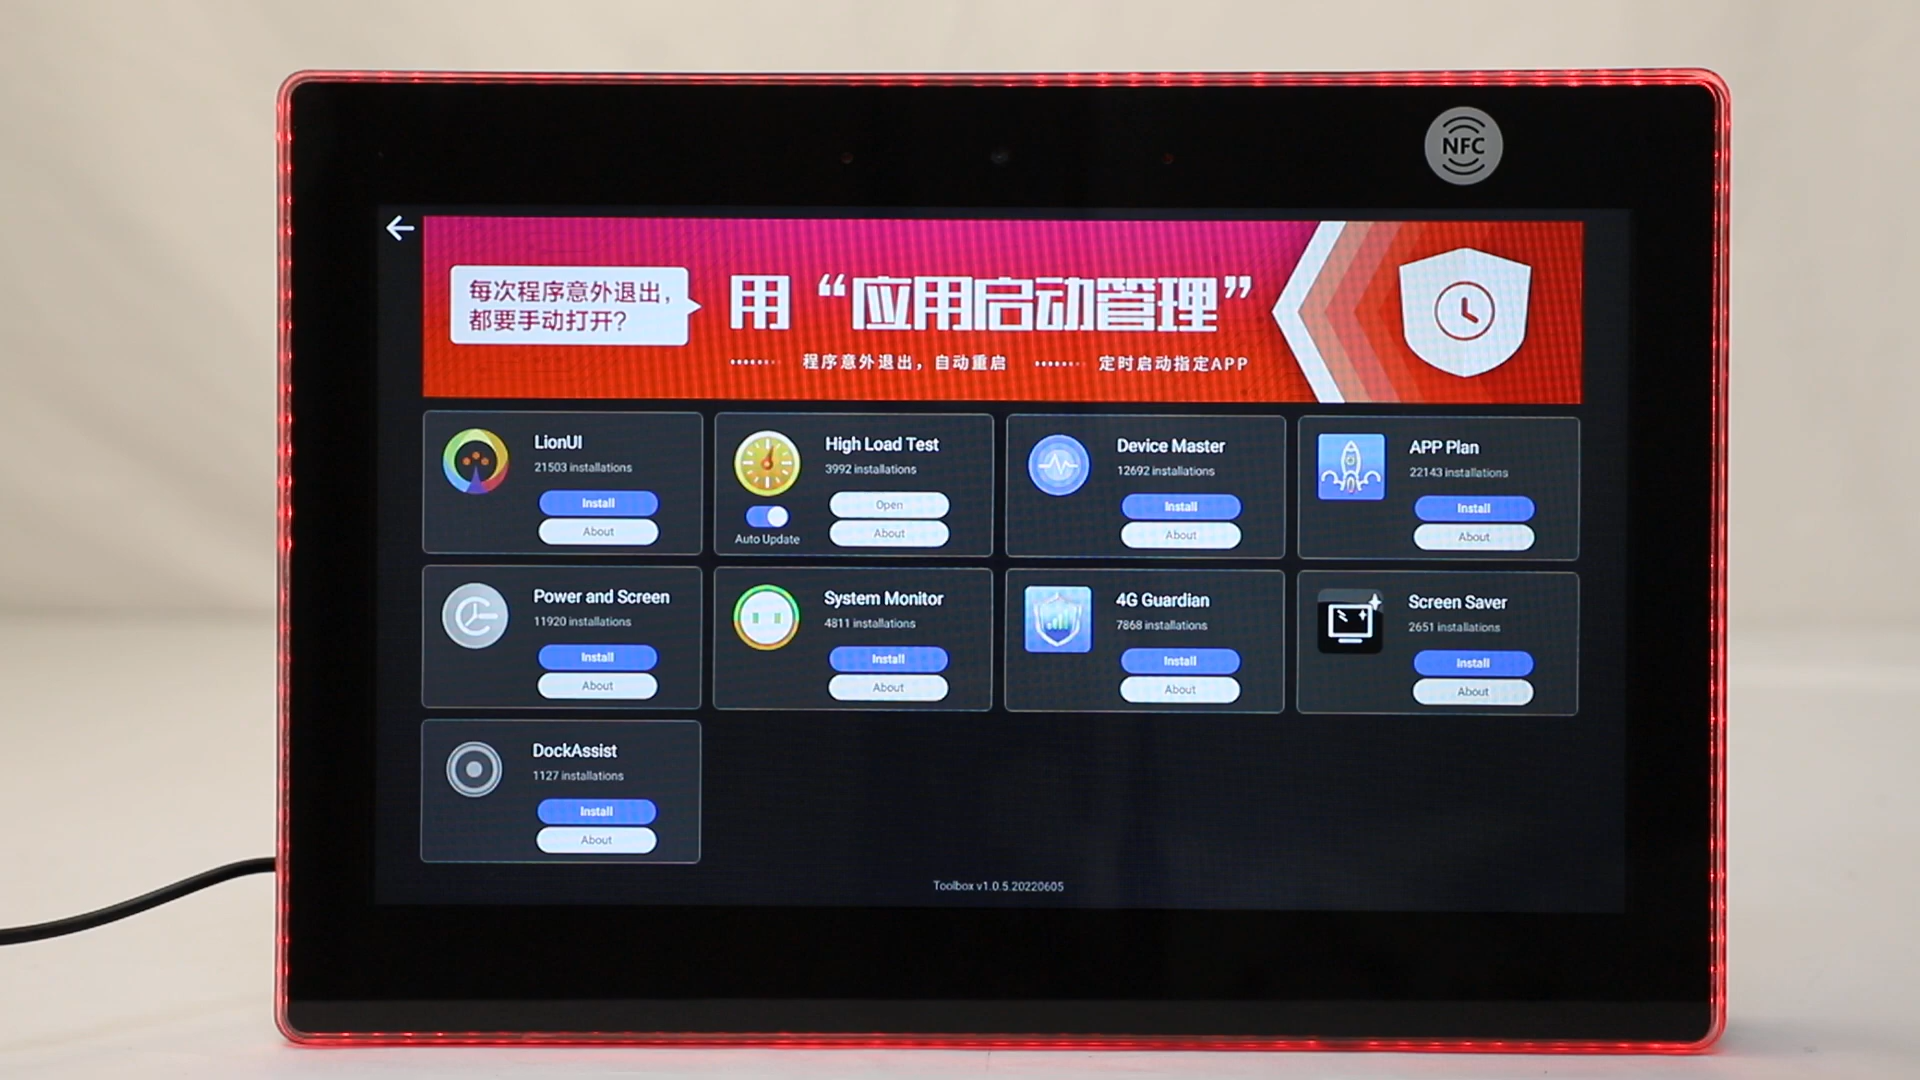 NFC
每次程序意外退出，
都要手动打开?
用“应用启动管理”
程序意外退出，自动重启
定时启动指定APP
LionUI
21503 installations
Install
About
High Load Test
3992 installations
Open
About
Auto Update
Device Master
12692 installations
Install
About
APP Plan
22143 installations
Install
About
Power and Screen
11920 installations
Install
About
System Monitor
4811 installations
Install
About
4G Guardian
7868 installations
Install
About
Screen Saver
2651 installations
Install
About
DockAssist
1127 installations
Install
About
Toolbox v1.0.5.20220605